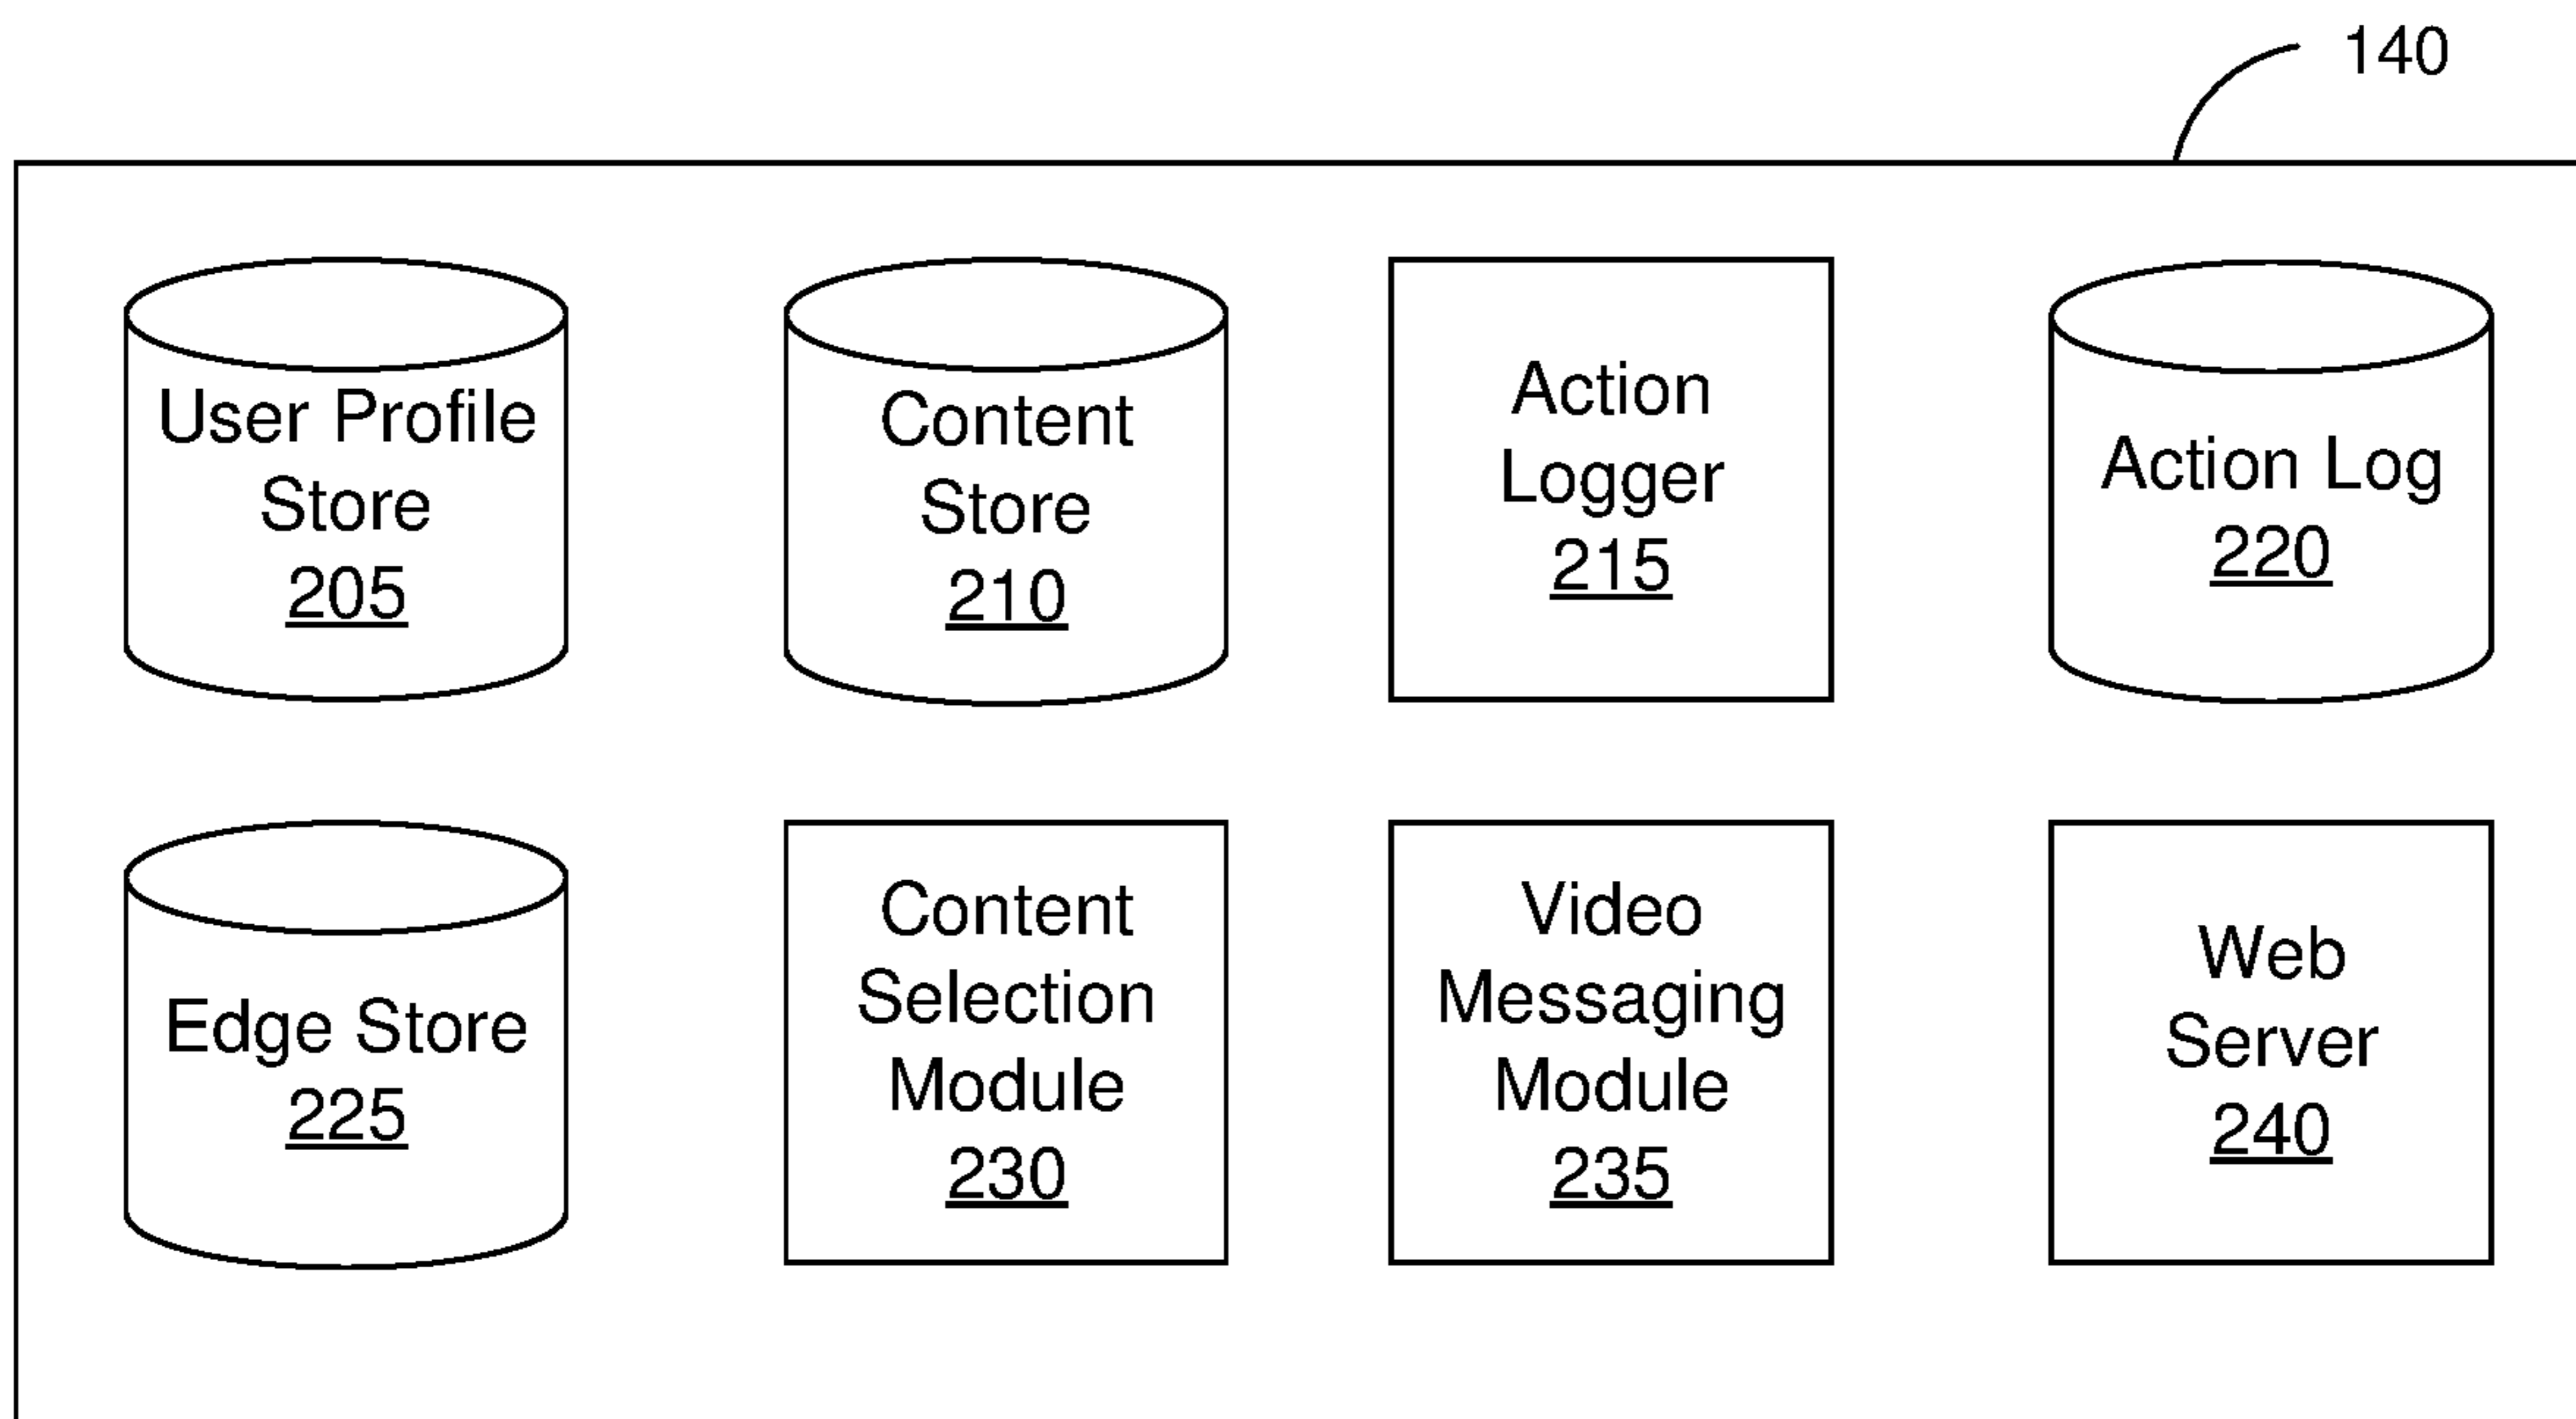 140
User Profile
Store
205
Content
Store
210
Action
Logger
215
Action Log
220
Edge Store
225
Content
Selection
Module
230
Video
Messaging
Module
235
Web
Server
240